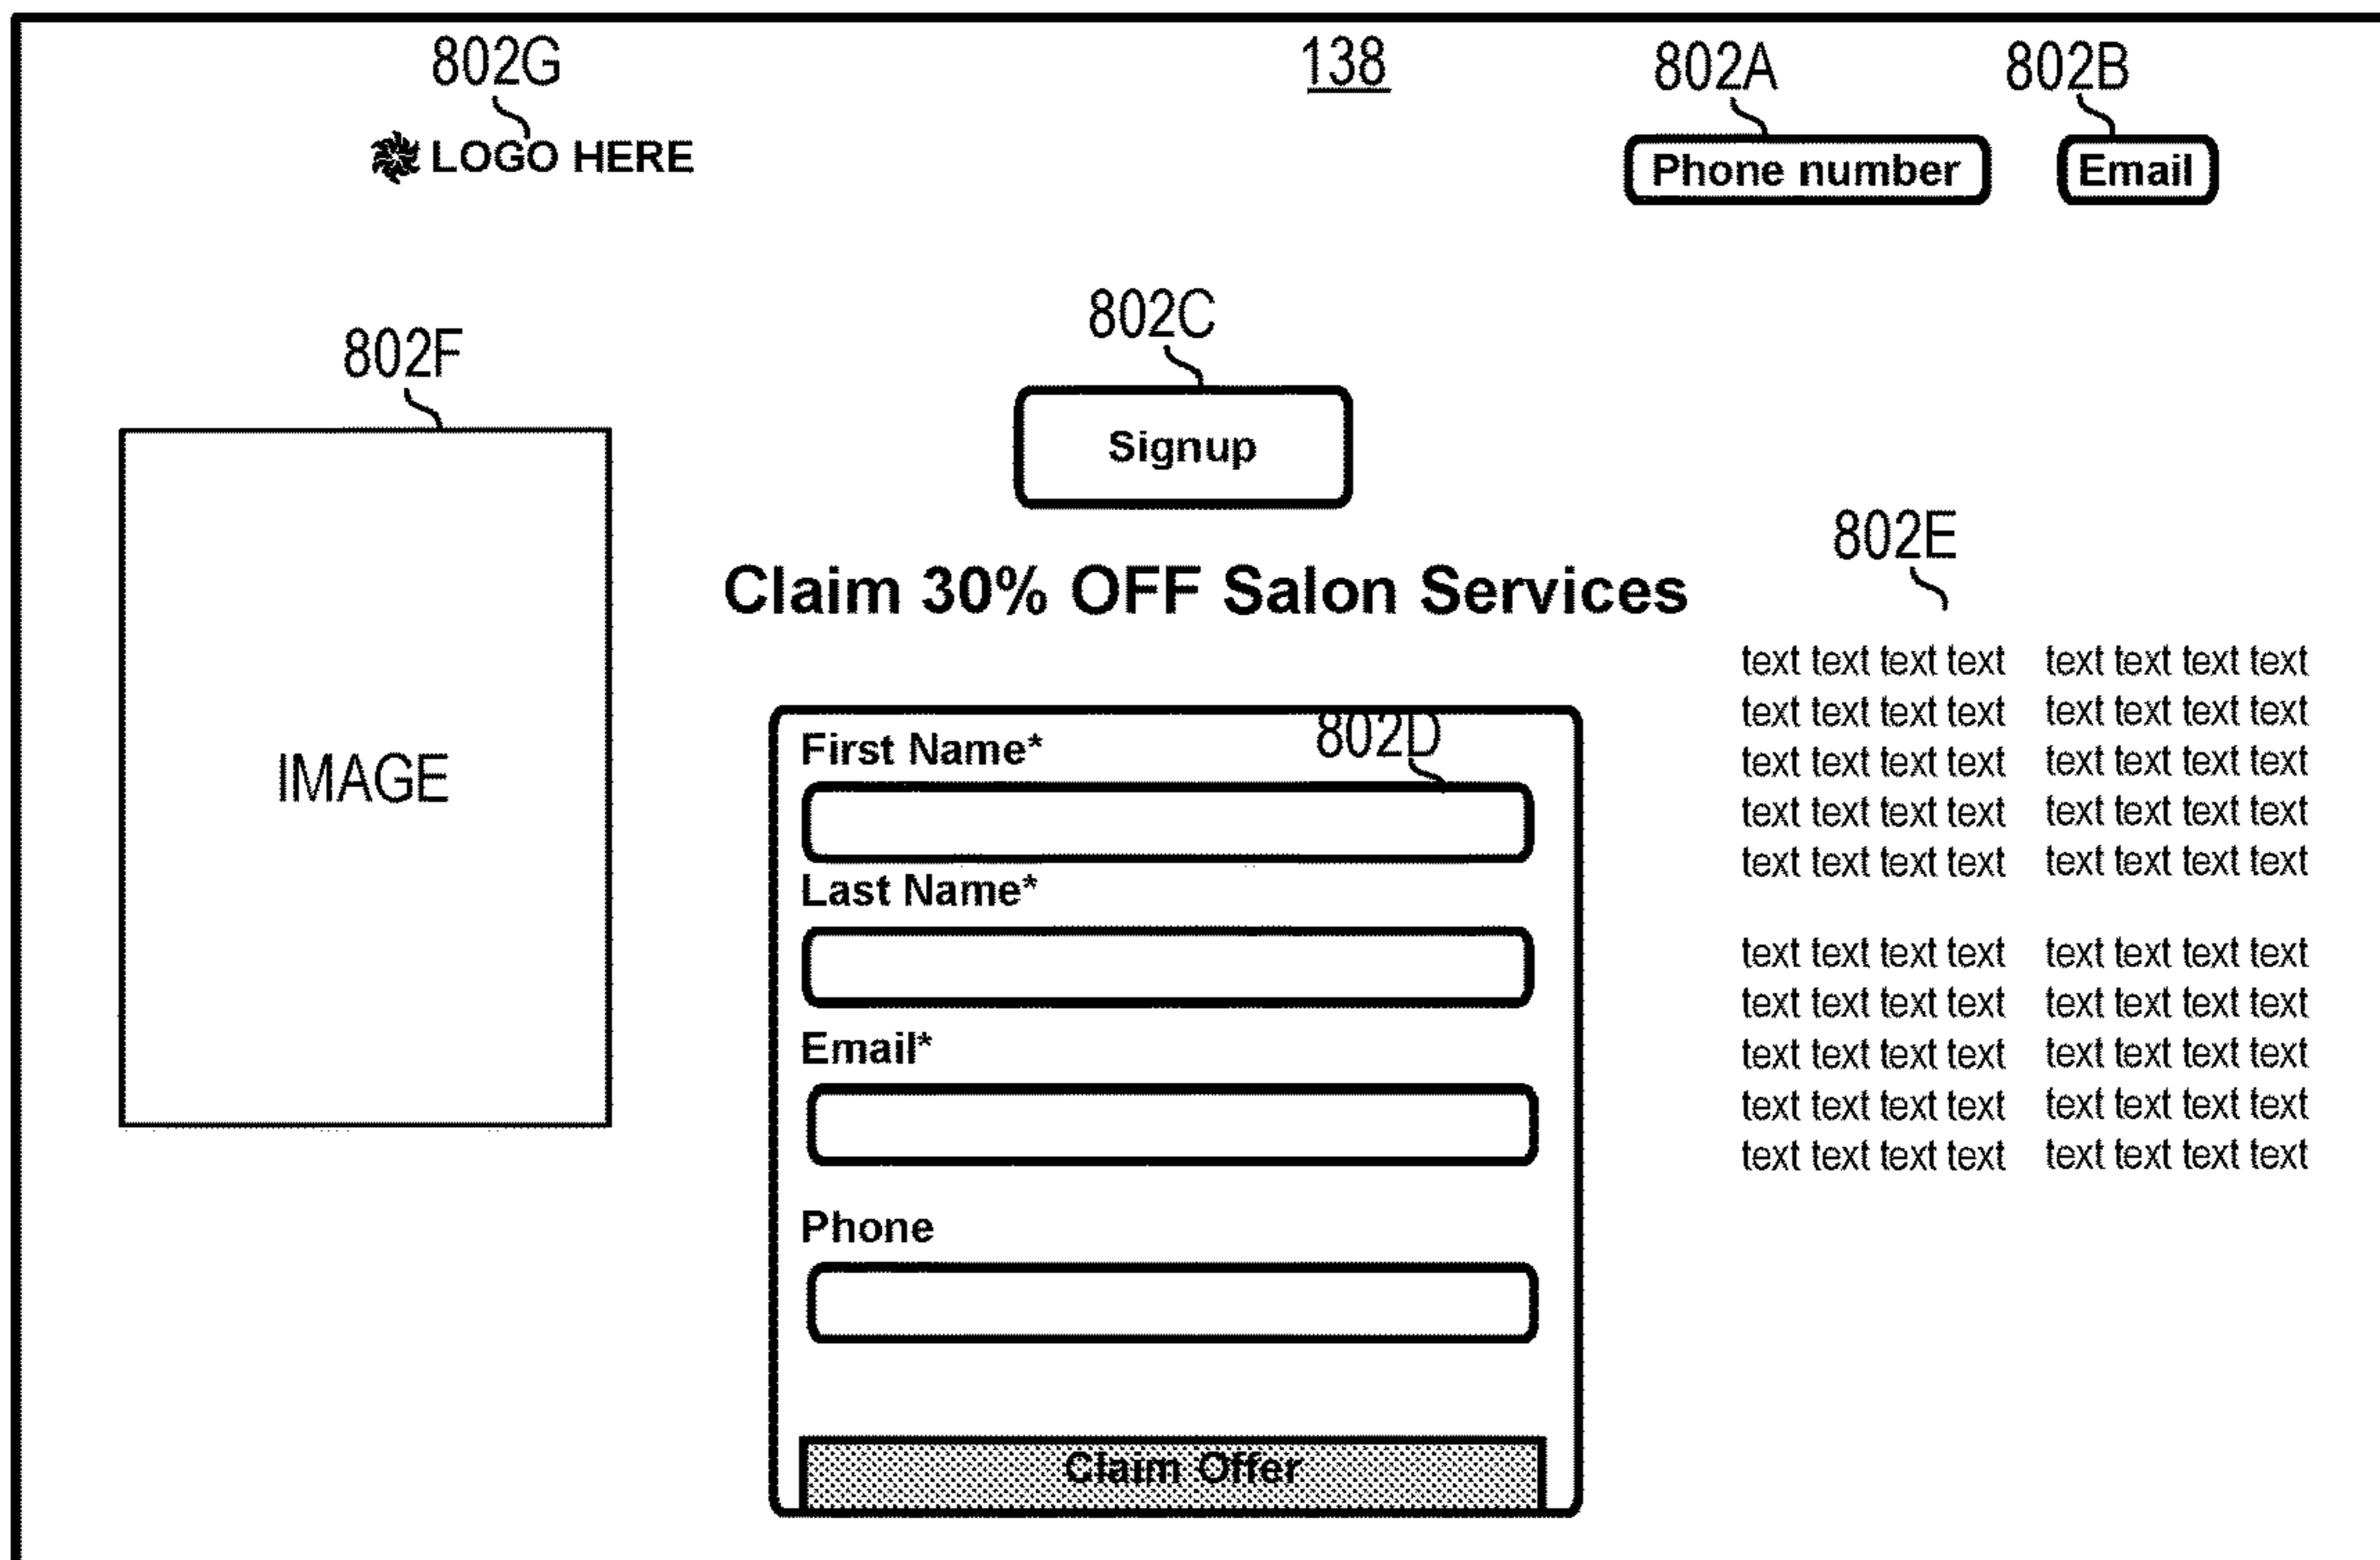 802G 138 802A 802B
LOGO HERE Phone number Email
802C
802F
Signup
802E
Claim 30% OFF Salon Services
text text text text text text text text
First Name* 802D
text text text text text text text text
IMAGE
text text text text text text text text
text text text text text text text text
text text text text text text text text
Last Name*
text text text text text text text text
text text text text text text text text
Email*
text text text text text text text text
text text text text text text text text
text text text text text text text text
Phone
Claim Offer